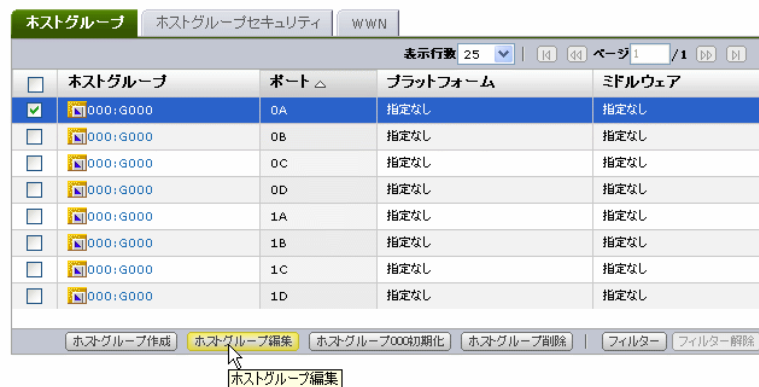 ホストグループ ホストグループセキュリティ WWN
表示行数 25 ページ 1 /1
ホストグループ ポート △ プラットフォーム ミドルウェア
000:G000 0A 指定なし 指定なし
000:G000 0B 指定なし 指定なし
000:G000 0C 指定なし 指定なし
000:G000 0D 指定なし 指定なし
000:G000 1A 指定なし 指定なし
000:G000 1B 指定なし 指定なし
000:G000 1C 指定なし 指定なし
000:G000 1D 指定なし 指定なし
ホストグループ作成 ホストグループ編集 ホストグループ000初期化 ホストグループ削除 | フィルター フィルター解除
ホストグループ編集